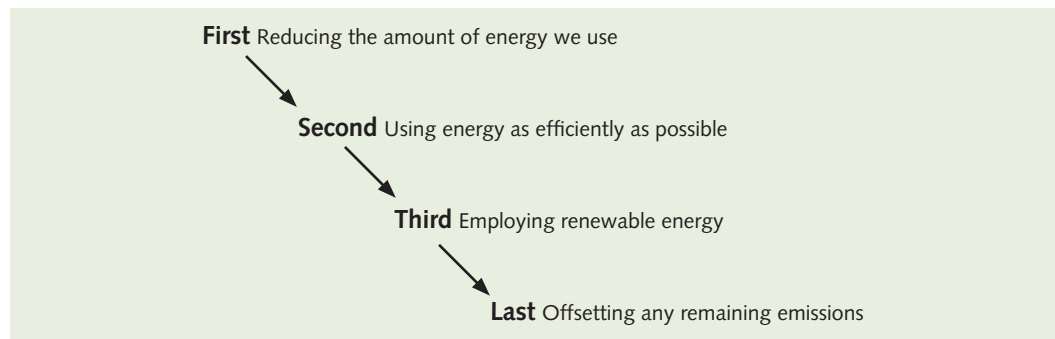 First Reducing the amount of energy we use
Second Using energy as efficiently as possible
Third Employing renewable energy
Last Offsetting any remaining emissions